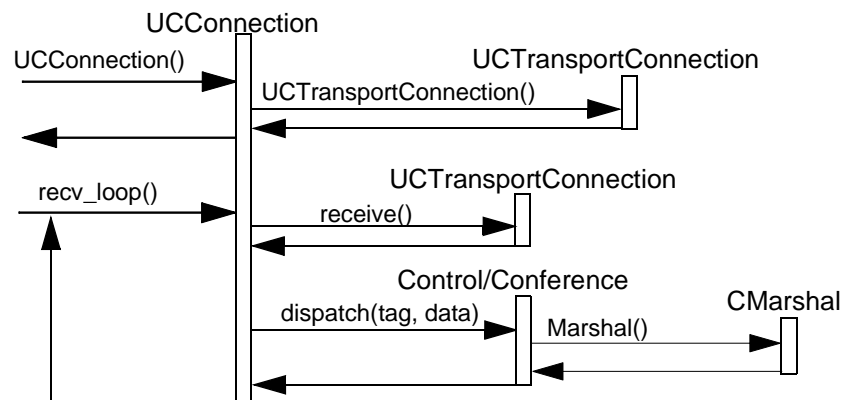 UCConnection
UCConnection()
UCTransportConnection
UCTransportConnection()
UCTransportConnection
recv_loop()
receive()
Control/Conference
CMarshal
dispatch(tag, data)
Marshal()